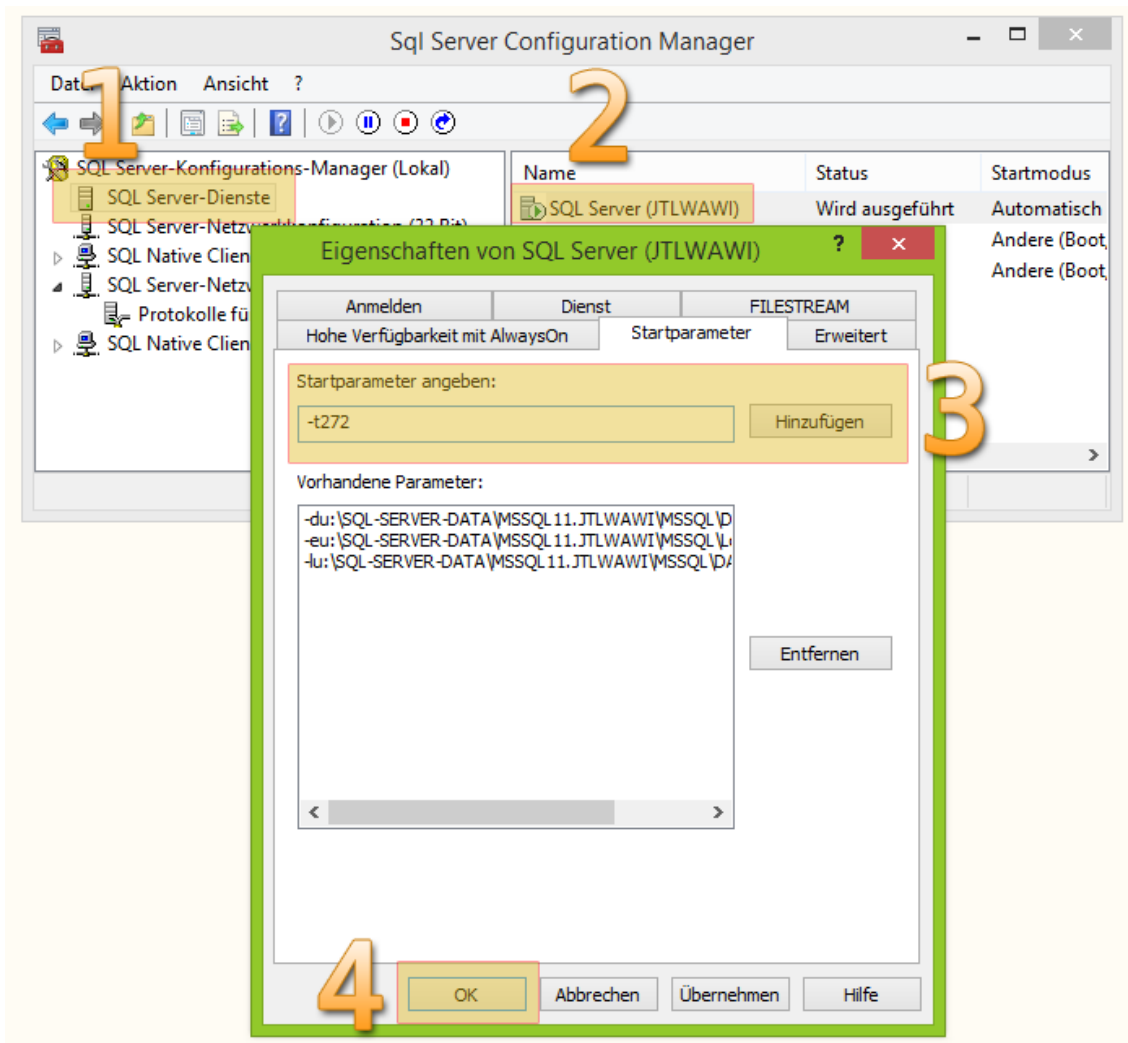 Sql Server Configuration Manager
Aktion Ansicht ?
1
2
SQL Server-Konfigurations-Manager (Lokal)
SQL Server-Dienste
SQL Server-Netzwerkkonfiguration (32 Bit)
SQL Native Clien
SQL Server-Netzw
Protokolle fü
SQL Native Clien
Name Status Startmodus
SQL Server (JTLWAWI) Wird ausgeführt Automatisch
Andere (Boot,
Andere (Boot,
Eigenschaften von SQL Server (JTLWAWI) ?
Anmelden Dienst FILESTREAM
Hohe Verfügbarkeit mit AlwaysOn Startparameter Erweitert
Startparameter angeben:
-t272 Hinzufügen
3
Vorhandene Parameter:
-du:\SQL-SERVER-DATA\MSSQL11.JTLWAWI\MSSQL\D
-eu:\SQL-SERVER-DATA\MSSQL11.JTLWAWI\MSSQL\L
-lu:\SQL-SERVER-DATA\MSSQL11.JTLWAWI\MSSQL\DA
Entfernen
4
OK Abbrechen Übernehmen Hilfe